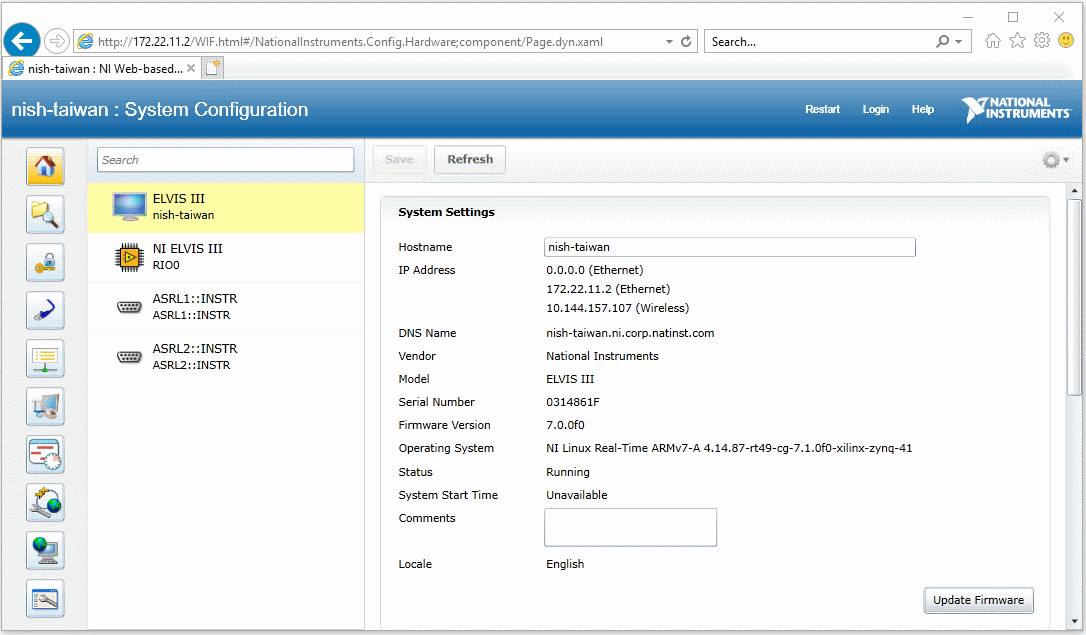 http://172.22.11.2/WIF.html#/NationalInstruments.Config.Hardware;component/Page.dyn.xaml
Search...
nish-taiwan : NI Web-based...
nish-taiwan : System Configuration
Restart
Login
Help
NATIONAL
INSTRUMENTS
Search
Save
Refresh
ELVIS III
nish-taiwan
NI ELVIS III
RIO0
ASRL1::INSTR
ASRL1::INSTR
ASRL2::INSTR
ASRL2::INSTR
System Settings
Hostname nish-taiwan
IP Address 0.0.0.0 (Ethernet)
172.22.11.2 (Ethernet)
10.144.157.107 (Wireless)
DNS Name nish-taiwan.ni.corp.natinst.com
Vendor National Instruments
Model ELVIS III
Serial Number 0314861F
Firmware Version 7.0.0f0
Operating System NI Linux Real-Time ARMv7-A 4.14.87-rt49-cg-7.1.0f0-xilinx-zynq-41
Status Running
System Start Time Unavailable
Comments
Locale English
Update Firmware